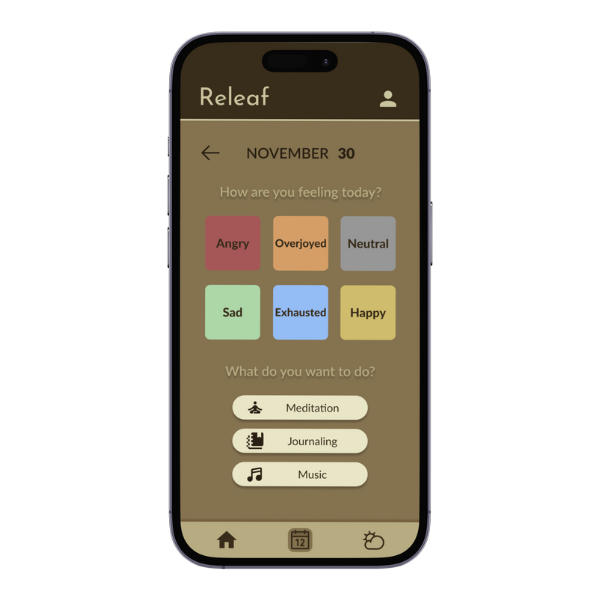 Releaf
NOVEMBER 30
How are you feeling today?
Angry Overjoyed Neutral
Sad Exhausted Happy
What do you want to do?
Meditation
Journaling
Music
12